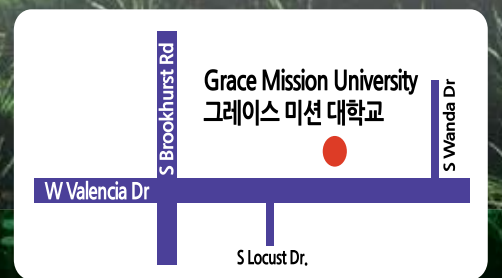 S Brookhurst Rd
Grace Mission University
그레이스 미션 대학교
S Wanda Dr
W Valencia Dr
S Locust Dr.